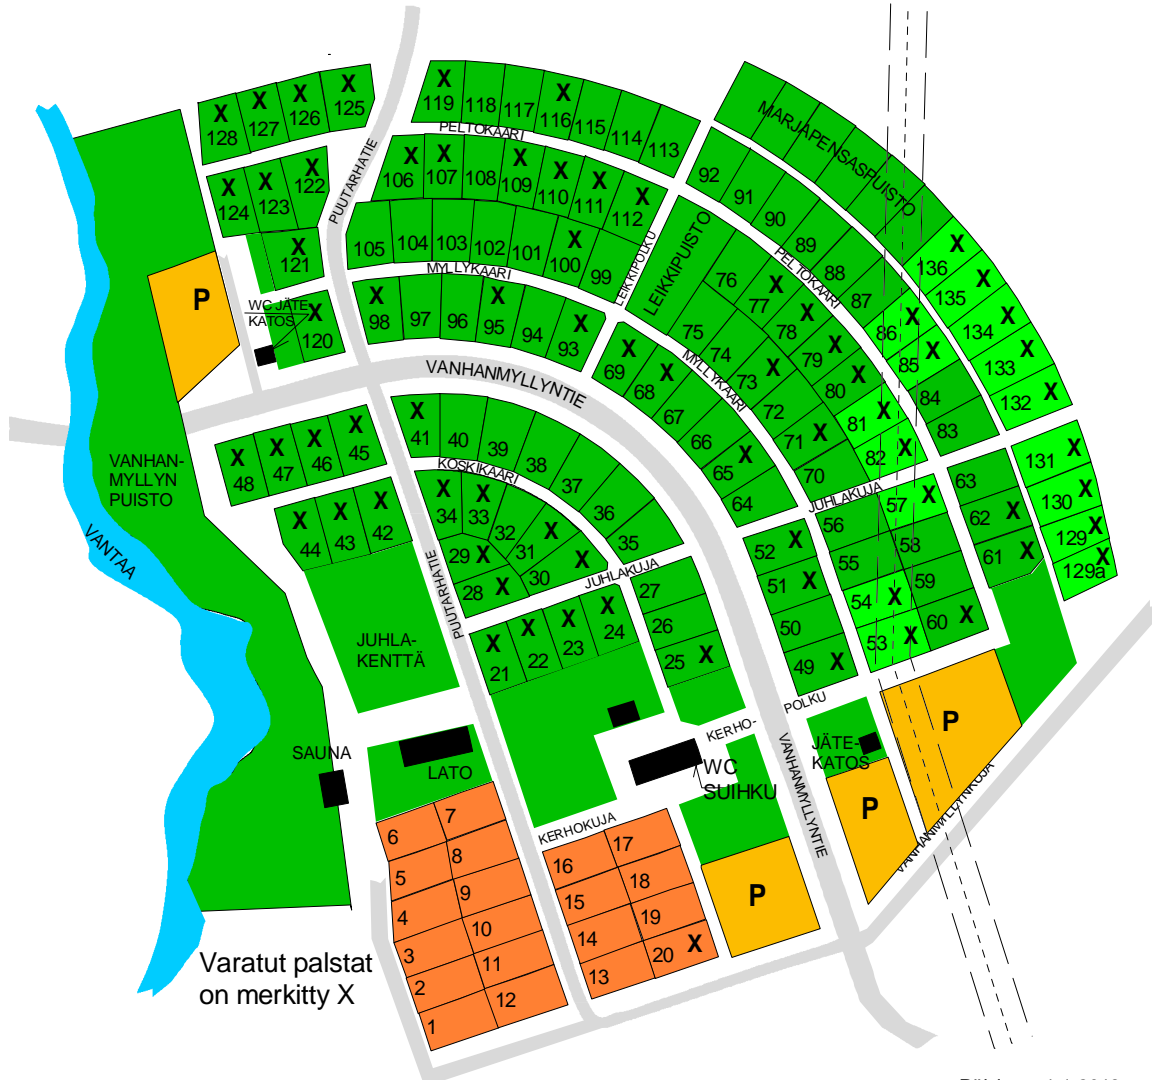 X 128
X 127
X 126
X 125
X 124
X 123
X 122
X 121
X 120
WC JÄTE-
KATOS
P
PUUTARHATIE
X 119
118
117
X 116
115
114
113
PELTOKAARI
X 106
X 107
108
X 109
X 110
X 111
X 112
105
104
103
102
101
X 100
99
MYLLYKAARI
LEIKKIPOLKU
X 98
97
96
X 95
94
X 93
VANHANMYLLYNTIE
MARJAPENSASPUISTO
92
91
90
89
88
87
X 86
X 85
84
83
PELTOKAARI
X 136
X 135
X 134
X 133
X 132
LEIKKIPUISTO
76
X 77
X 78
X 79
X 80
X 81
X 82
75
74
X 73
72
X 71
70
MYLLYKAARI
X 69
X 68
67
66
X 65
64
JUHLAKUJA
X 131
X 130
X 129
X 129a
63
X 62
X 61
X 57
56
58
55
59
X 54
X 53
X 60
X 52
X 51
50
X 49
VANHAN-
MYLLYN
PUISTO
VANTAA
X 48
X 47
X 46
X 45
X 44
X 43
X 42
X 41
40
39
38
37
36
35
KOSKIKAARI
X 34
X 33
32
X 31
X 30
X 29
X 28
JUHLAKUJA
PUUTARHATIE
X 21
X 22
X 23
X 24
27
26
X 25
JUHLA-
KENTTÄ
KERHO-
POLKU
P
JÄTE-
KATOS
P
VANHANMYLLYNKUJA
VANHANMYLLYNTIE
SAUNA
LATO
WC
SUIHKU
KERHOKUJA
6
7
5
8
4
9
3
10
2
11
1
12
16
17
15
18
14
19
13
20 X
P
Varatut palstat
on merkitty X